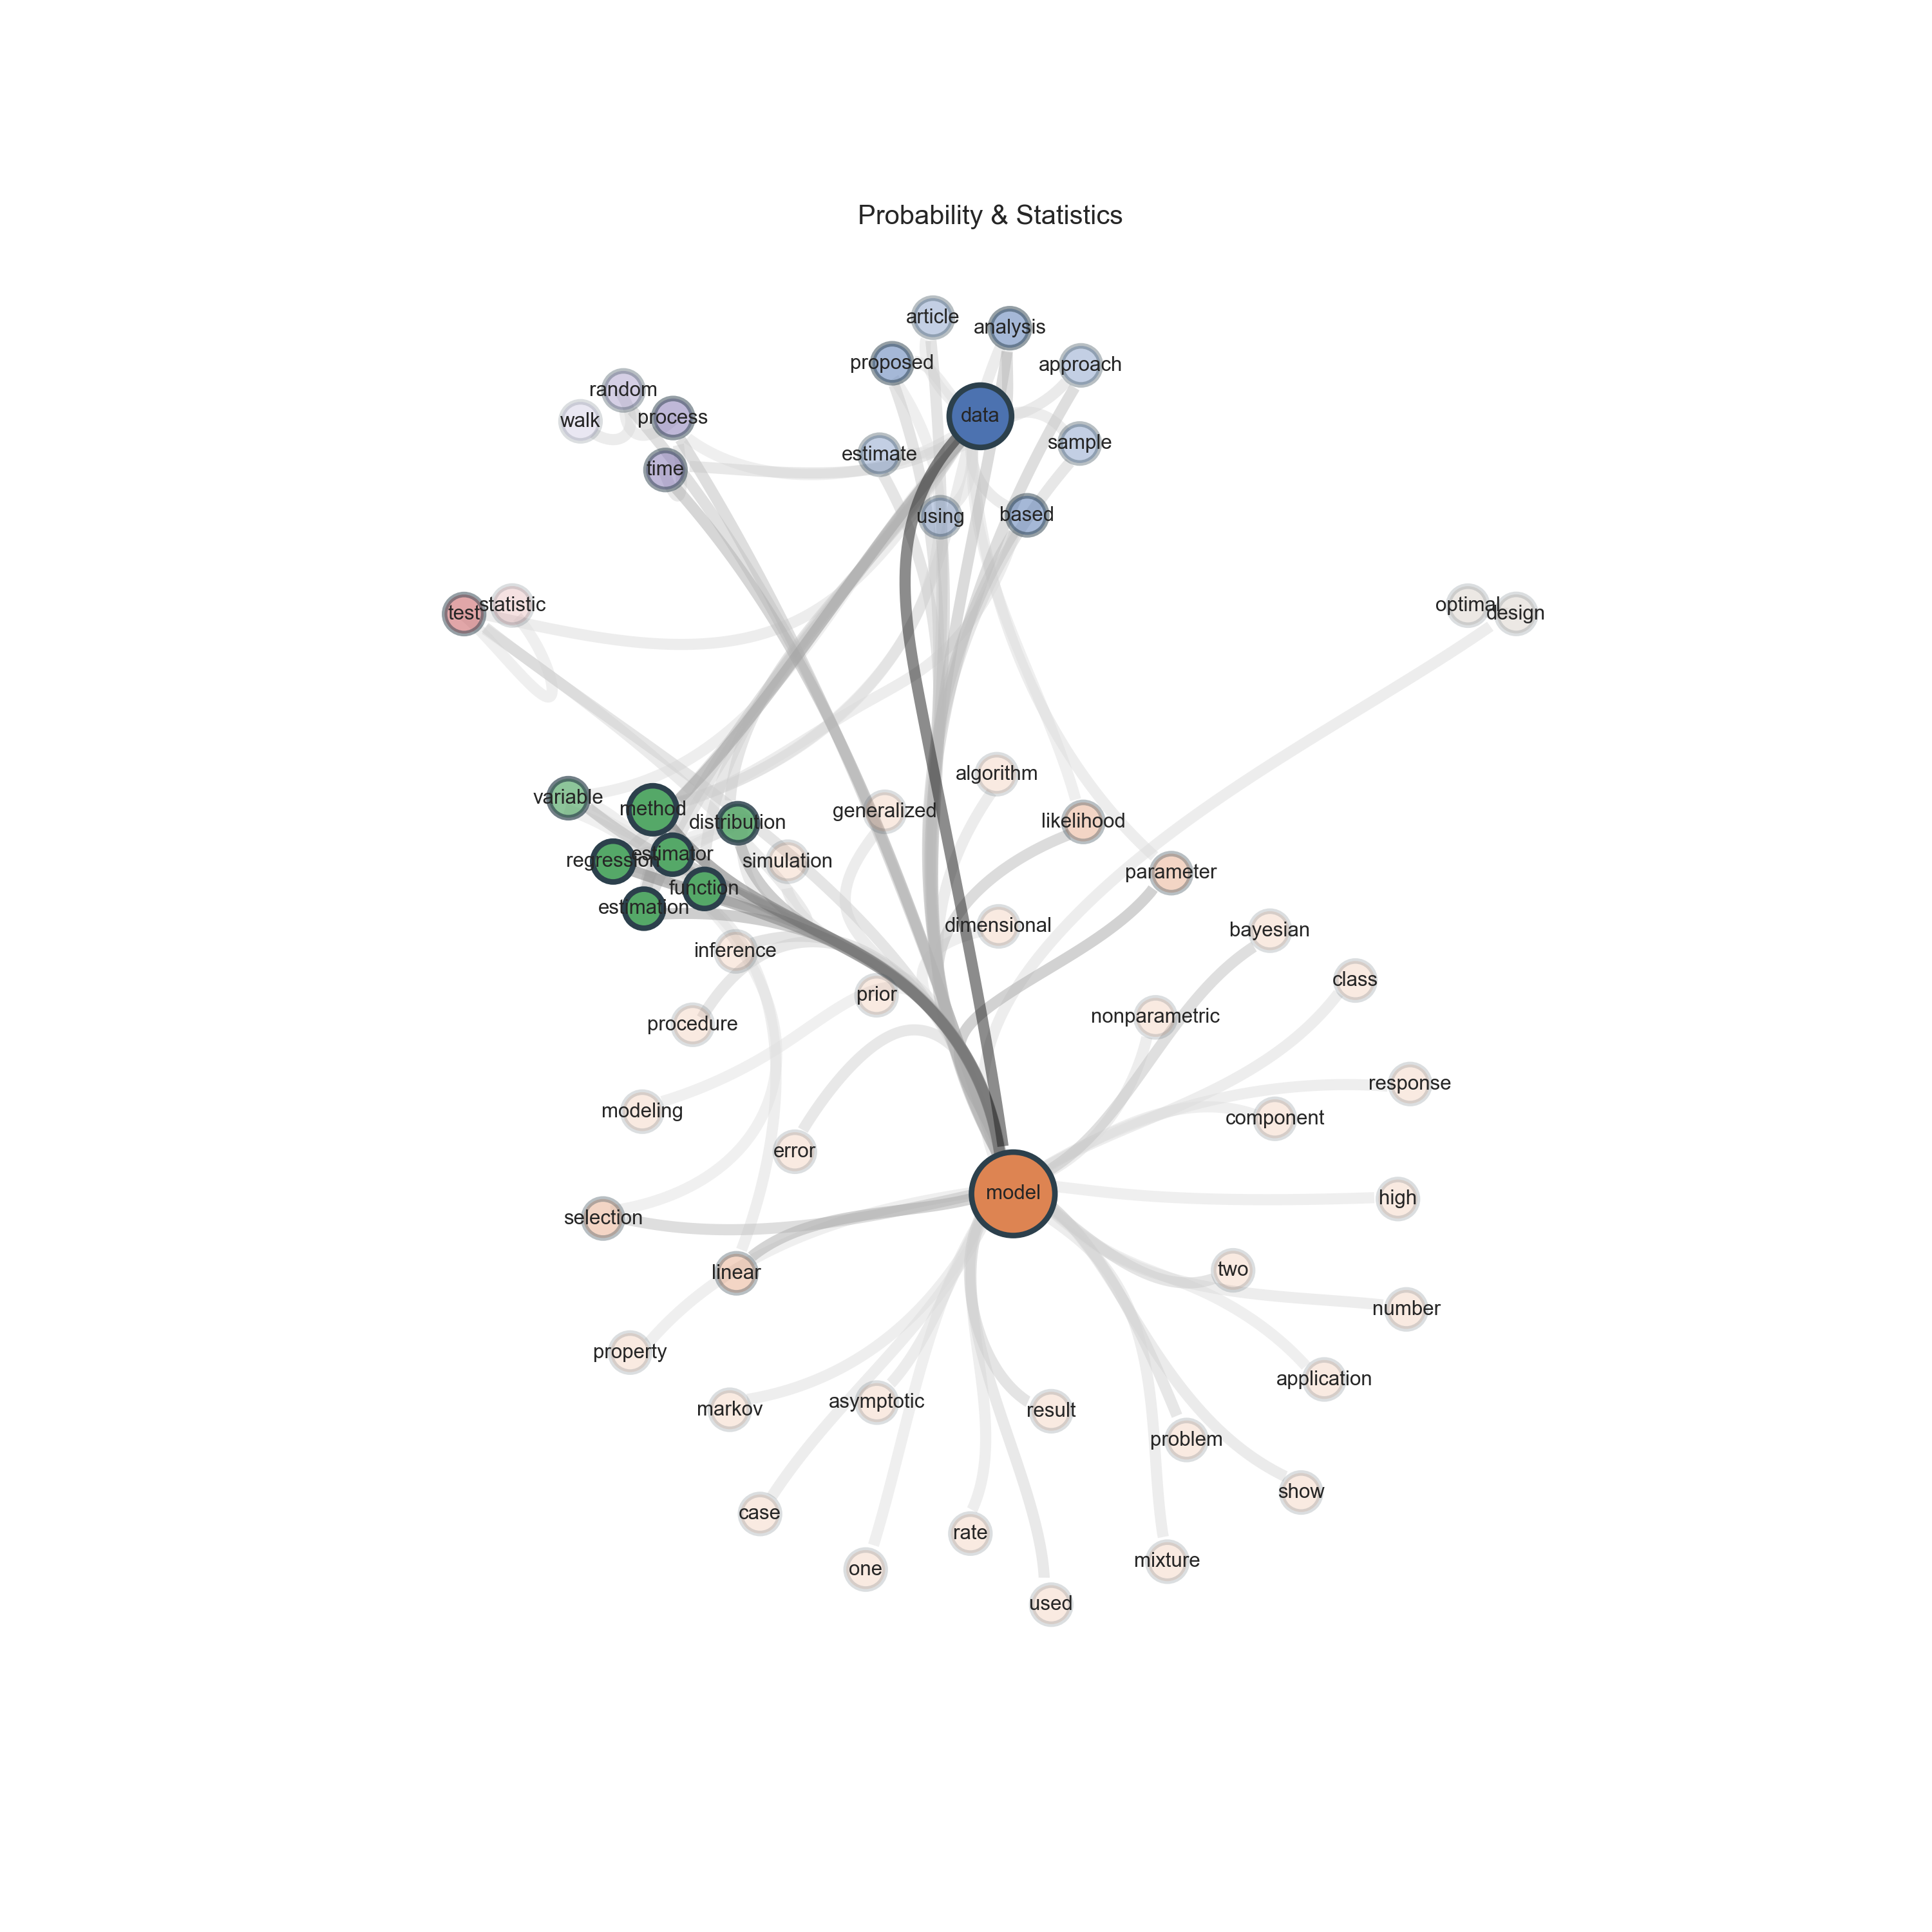 Probability & Statistics
article
analysis
proposed
approach
random
process
walk
data
estimate
sample
time
using
based
test
statistic
optimal
design
algorithm
variable
method
generalized
distribution
likelihood
regression
estimator
simulation
parameter
function
estimation
dimensional
bayesian
inference
class
prior
nonparametric
procedure
response
modeling
component
error
model
high
selection
two
linear
number
property
application
markov
asymptotic
result
problem
show
case
rate
mixture
one
used